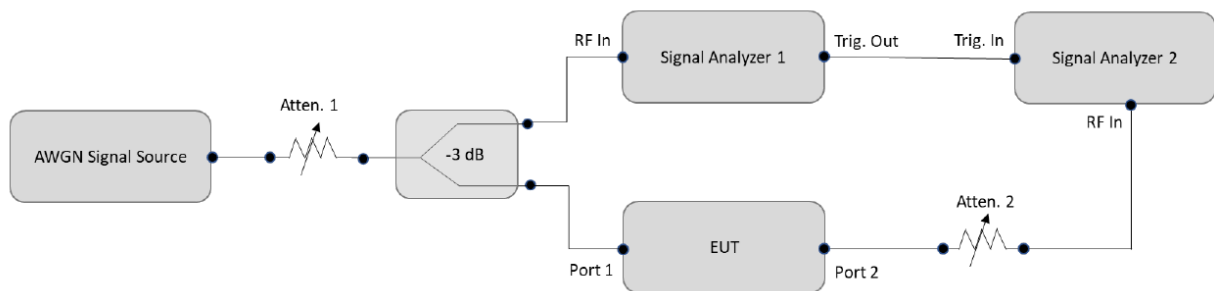 RF In
Signal Analyzer 1
Trig. Out
Trig. In
Signal Analyzer 2
RF In
Atten. 1
AWGN Signal Source
-3 dB
Atten. 2
Port 1
EUT
Port 2